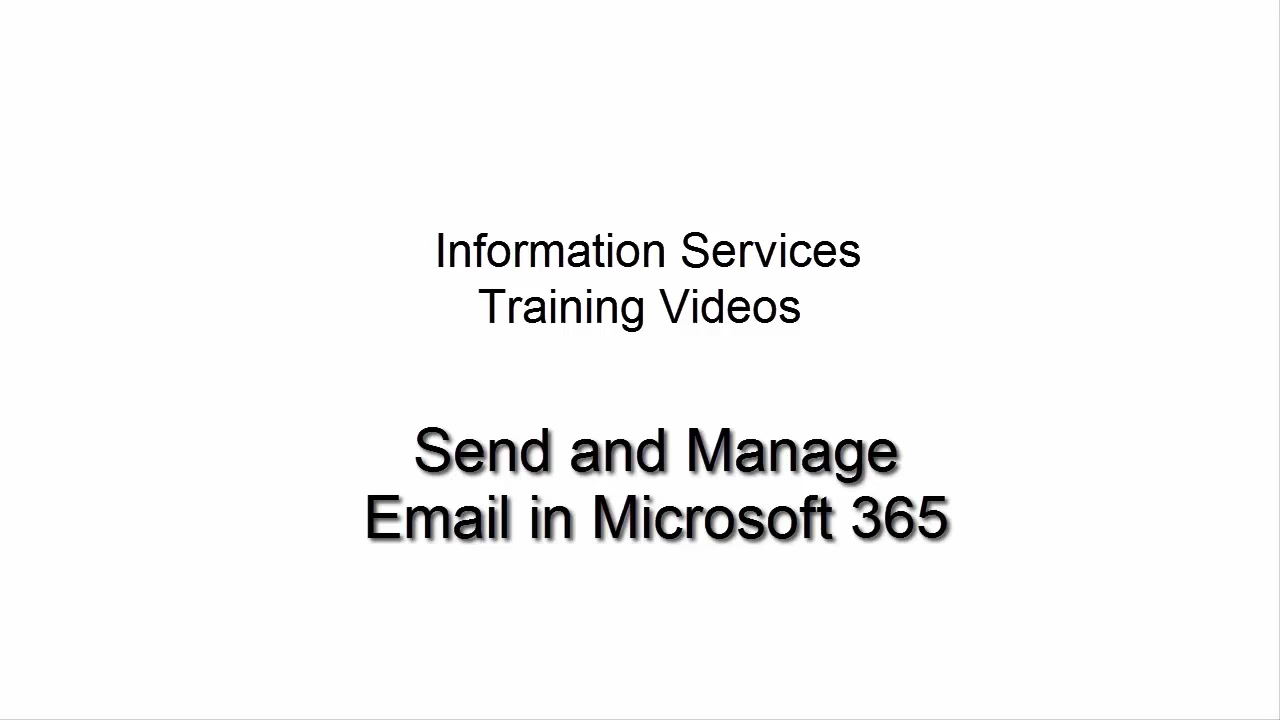 Information Services
Training Videos
Send and Manage
Email in Microsoft 365